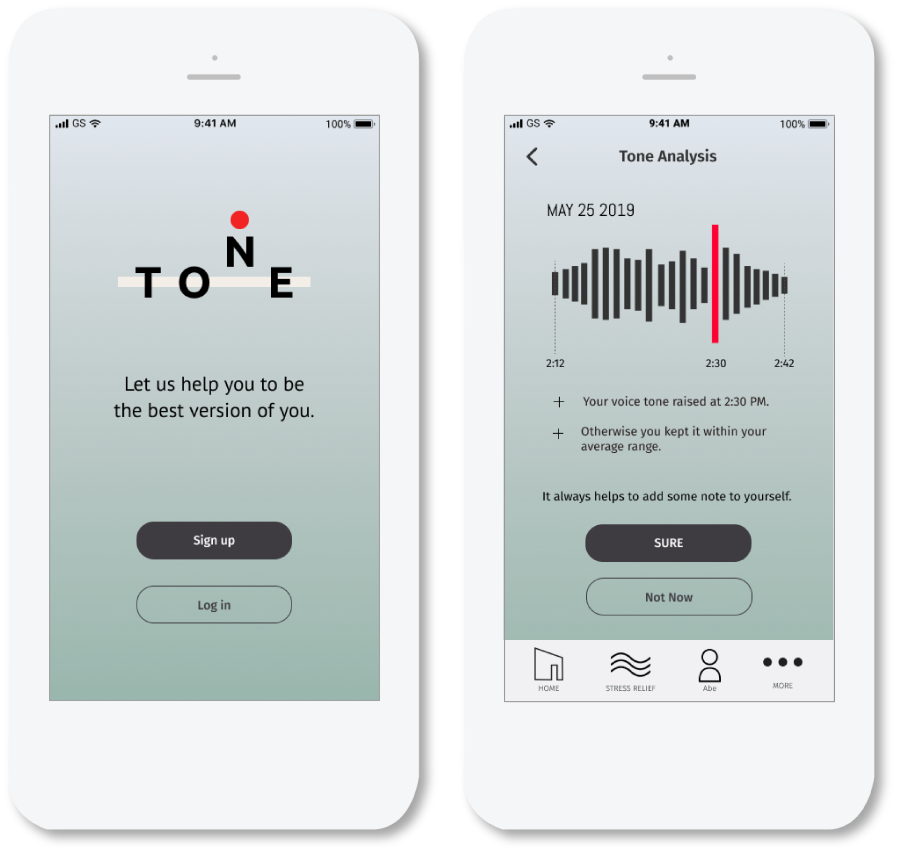 GS 9:41 AM 100%
TONE
Let us help you to be
the best version of you.
Sign up
Log in
GS 9:41 AM 100%
Tone Analysis
MAY 25 2019
2:12 2:30 2:42
+ Your voice tone raised at 2:30 PM.
+ Otherwise you kept it within your
average range.
It always helps to add some note to yourself.
SURE
Not Now
HOME STRESS RELIEF Abe MORE